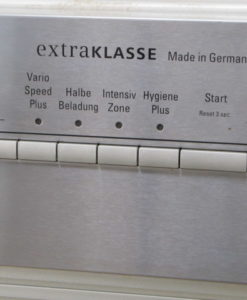 extraKLASSE Made in German
Vario Speed Plus
Halbe Beladung
Intensiv Zone
Hygiene Plus
Start
Reset 3 sec